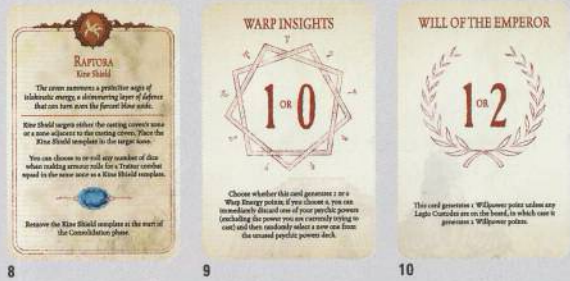 RAPTORA
Kine Shield
The coven summons a protective aegis of
telekinetic energy, a shimmering layer of defence
that can turn even the fiercest blow aside.
Kine Shield targets either the casting coven's zone
or a zone adjacent to the casting coven. Place the
Kine Shield template in the target zone.
You can choose to re-roll any number of dice
when making armour rolls for a Traitor combat
squad in the same zone as a Kine Shield template.
Remove the Kine Shield template at the start of
the Consolidation phase.
8
WARP INSIGHTS
1 OR 0
Choose whether this card generates 1 or 0
Warp Energy points; if you choose 0, you can
immediately discard one of your psychic powers
(excluding the power you are currently trying to
cast) and then randomly select a new one from
the unused psychic powers deck.
9
WILL OF THE EMPEROR
1 OR 2
This card generates 1 Willpower point unless any
Legio Custodes are on the board, in which case it
generates 2 Willpower points.
10